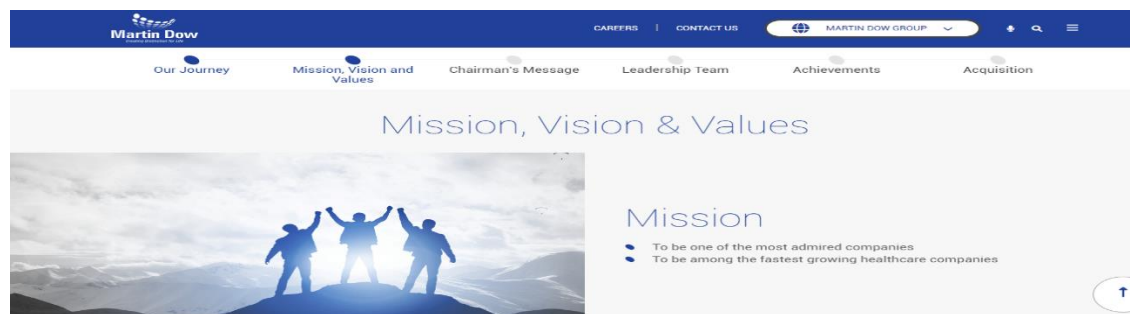 Martin Dow
CAREERS | CONTACT US
MARTIN DOW GROUP
Our Journey
Mission, Vision and
Values
Chairman's Message
Leadership Team
Achievements
Acquisition
Mission, Vision & Values
Mission
To be one of the most admired companies
To be among the fastest growing healthcare companies